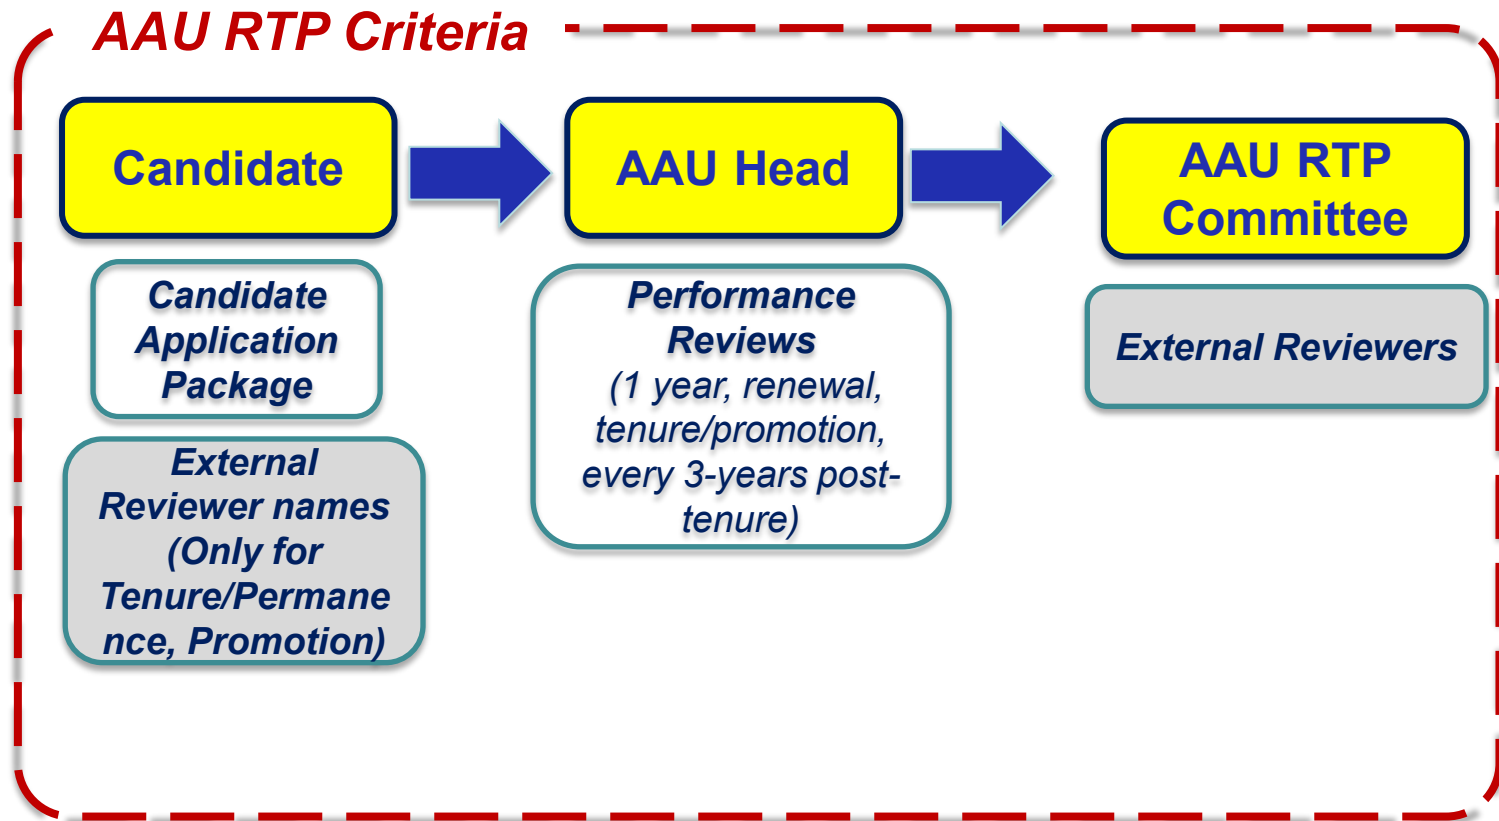 AAU RTP Criteria
Candidate
AAU Head
AAU RTP
Committee
Candidate
Application
Package
External
Reviewer names
(Only for
Tenure/Permane
nce, Promotion)
Performance
Reviews
(1 year, renewal,
tenure/promotion,
every 3-years post-
tenure)
External Reviewers